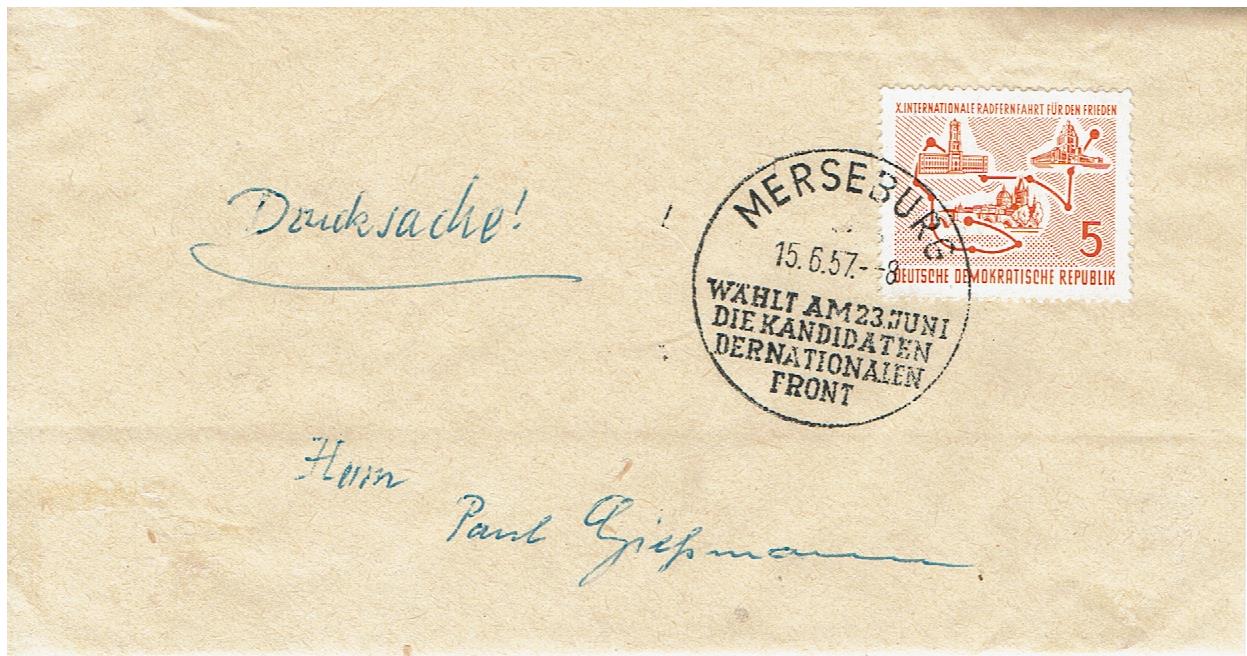 X. INTERNATIONALE RADFERNFAHRT FÜR DEN FRIEDEN
5
DEUTSCHE DEMOKRATISCHE REPUBLIK
MERSEBURG
15.6.57.--8
WÄHLT AM 23. JUNI
DIE KANDIDATEN
DER NATIONALEN
FRONT
Drucksache!
Herrn
Paul Gießmann